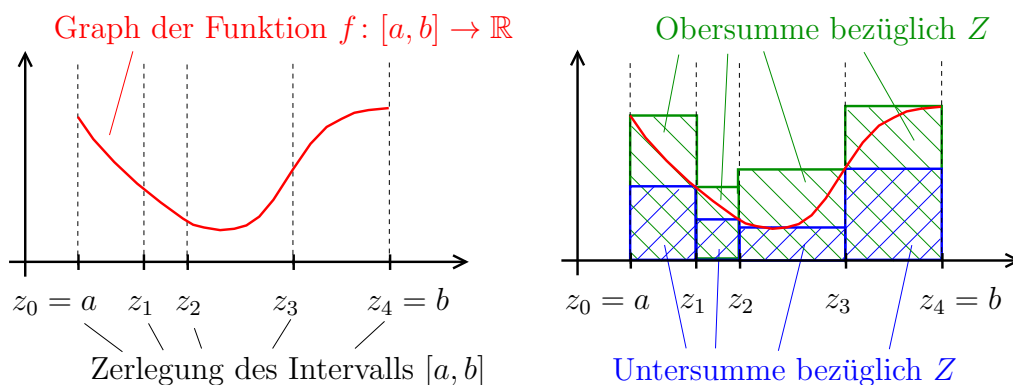 Graph der Funktion f : [a, b] → ℝ
z₀ = a z₁ z₂ z₃ z₄ = b
Zerlegung des Intervalls [a, b]
Obersumme bezüglich Z
z₀ = a z₁ z₂ z₃ z₄ = b
Untersumme bezüglich Z